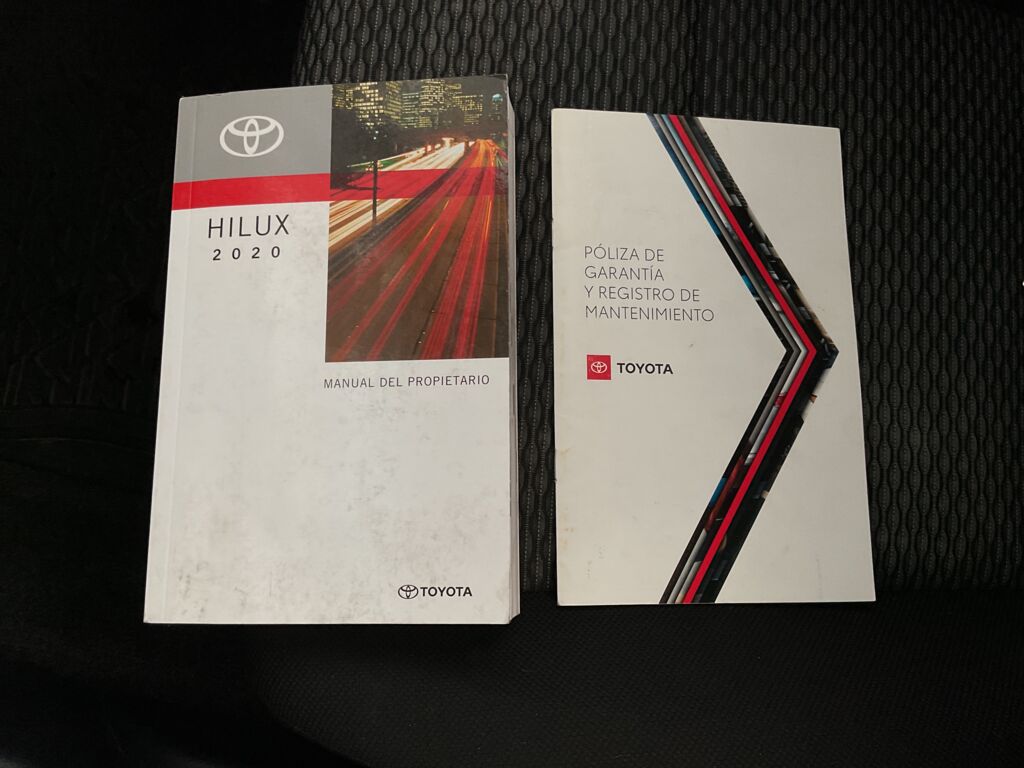 HILUX
2020
MANUAL DEL PROPIETARIO
TOYOTA
PÓLIZA DE
GARANTÍA
Y REGISTRO DE
MANTENIMIENTO
TOYOTA